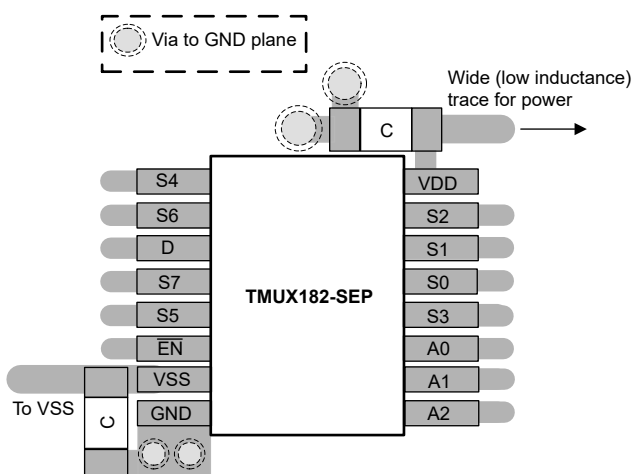 Via to GND plane
Wide (low inductance)
trace for power
C
S4
VDD
S6
S2
D
S1
S7
S0
TMUX182-SEP
S5
S3
EN
A0
VSS
A1
To VSS
C
GND
A2